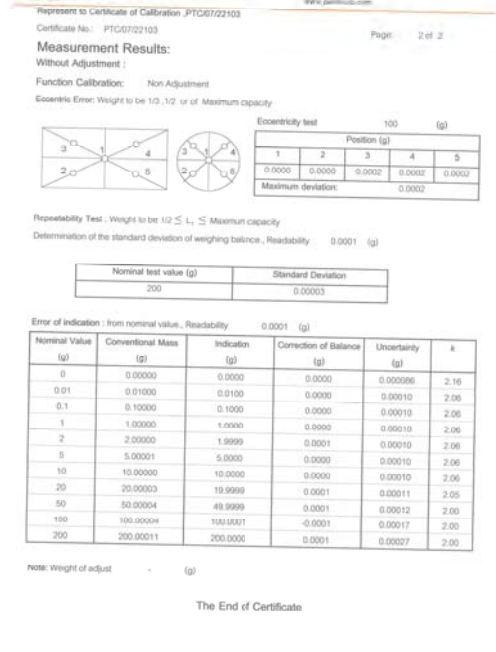 Represent to Certificate of Calibration ,PTC/07/22103
Certificate No.: PTC/07/22103
Page: 2 of 2
Measurement Results:
Without Adjustment :
Function Calibration: Non Adjustment
Eccentric Error: Weight to be 1/3 ,1/2 or of Maximum capacity
Eccentricity test 100 (g)
Position (g)
1 2 3 4 5
0.0000 0.0000 0.0002 0.0002 0.0002
Maximum deviation: 0.0002
3 1 4
2 5
3 1 4
2 5
Repeatability Test : Weight to be 1/2 ≤ L, ≤ Maximun capacity
Determination of the standard deviation of weighing balance., Readability 0.0001 (g)
Nominal test value (g) Standard Deviation
200 0.00003
Error of indication : from nominal value., Readability 0.0001 (g)
Nominal Value Conventional Mass Indication Correction of Balance Uncertainty k
(g) (g) (g) (g) (g)
0 0.00000 0.0000 0.0000 0.000086 2.16
0.01 0.01000 0.0100 0.0000 0.00010 2.06
0.1 0.10000 0.1000 0.0000 0.00010 2.06
1 1.00000 1.0000 0.0000 0.00010 2.06
2 2.00000 1.9999 0.0001 0.00010 2.06
5 5.00001 5.0000 0.0000 0.00010 2.06
10 10.00000 10.0000 0.0000 0.00010 2.06
20 20.00003 19.9999 0.0001 0.00011 2.05
50 50.00004 49.9999 0.0001 0.00012 2.00
100 100.00004 100.0001 -0.0001 0.00017 2.00
200 200.00011 200.0000 0.0001 0.00027 2.00
Note: Weight of adjust - (g)
The End of Certificate